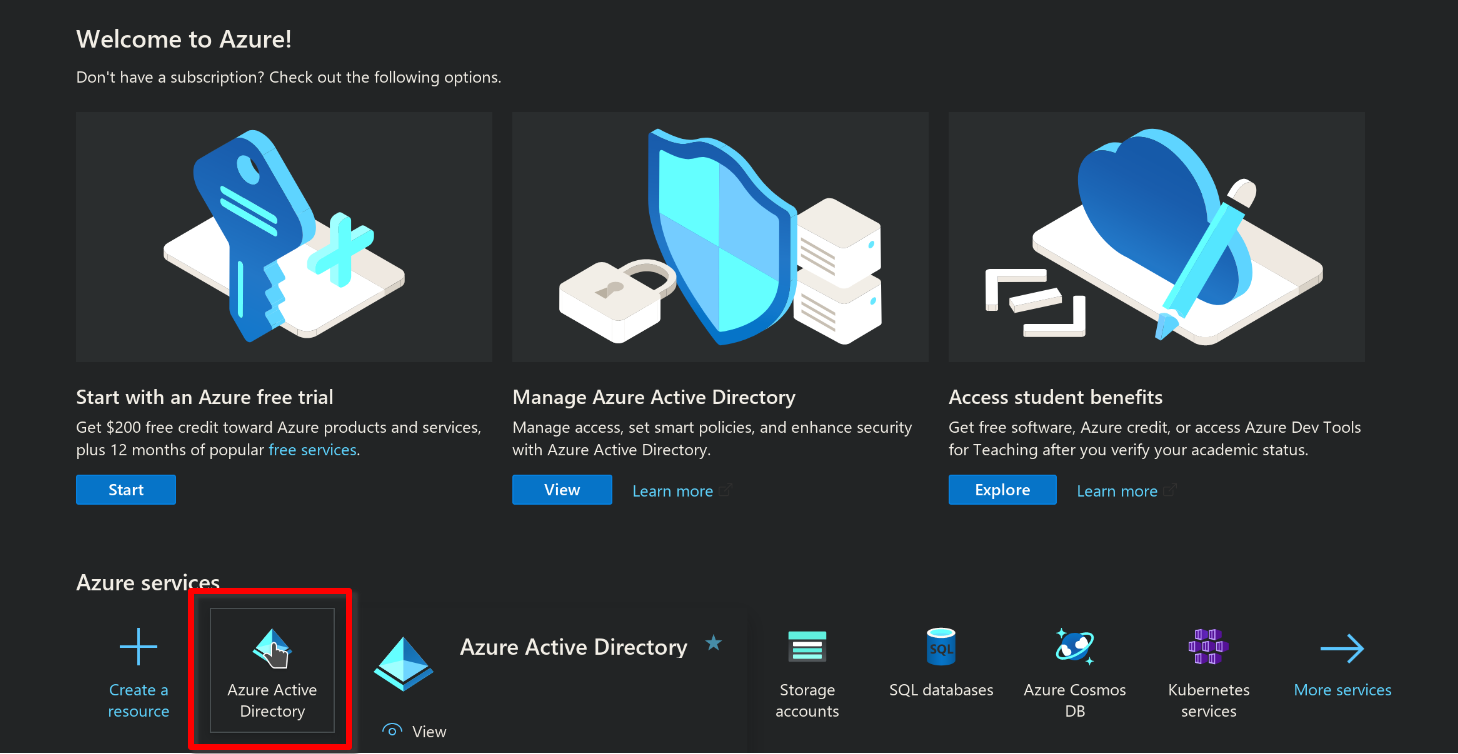 Welcome to Azure!
Don't have a subscription? Check out the following options.
Start with an Azure free trial
Get $200 free credit toward Azure products and services,
plus 12 months of popular free services.
Start
Manage Azure Active Directory
Manage access, set smart policies, and enhance security
with Azure Active Directory.
View
Learn more
Access student benefits
Get free software, Azure credit, or access Azure Dev Tools
for Teaching after you verify your academic status.
Explore
Learn more
Azure services
Create a
resource
Azure Active
Directory
Azure Active Directory
View
Storage
accounts
SQL
SQL databases
Azure Cosmos
DB
Kubernetes
services
More services